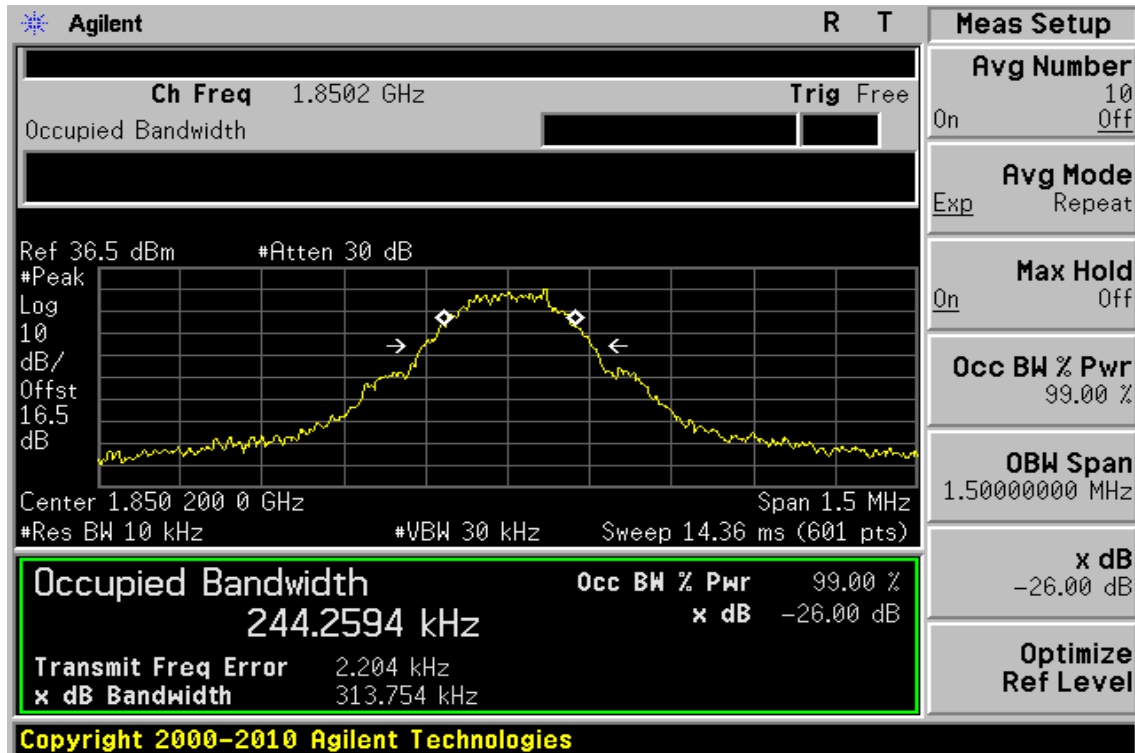 Agilent R T
Ch Freq 1.8502 GHz Trig Free
Occupied Bandwidth
Ref 36.5 dBm #Atten 30 dB
#Peak
Log
10
dB/
Offst
16.5
dB
Center 1.850 200 0 GHz Span 1.5 MHz
#Res BW 10 kHz #VBW 30 kHz Sweep 14.36 ms (601 pts)
Occupied Bandwidth Occ BW % Pwr 99.00 %
244.2594 kHz x dB -26.00 dB
Transmit Freq Error 2.204 kHz
x dB Bandwidth 313.754 kHz
Copyright 2000-2010 Agilent Technologies
Meas Setup
Avg Number
10
On Off
Avg Mode
Exp Repeat
Max Hold
On Off
Occ BW % Pwr
99.00 %
OBW Span
1.50000000 MHz
x dB
-26.00 dB
Optimize
Ref Level